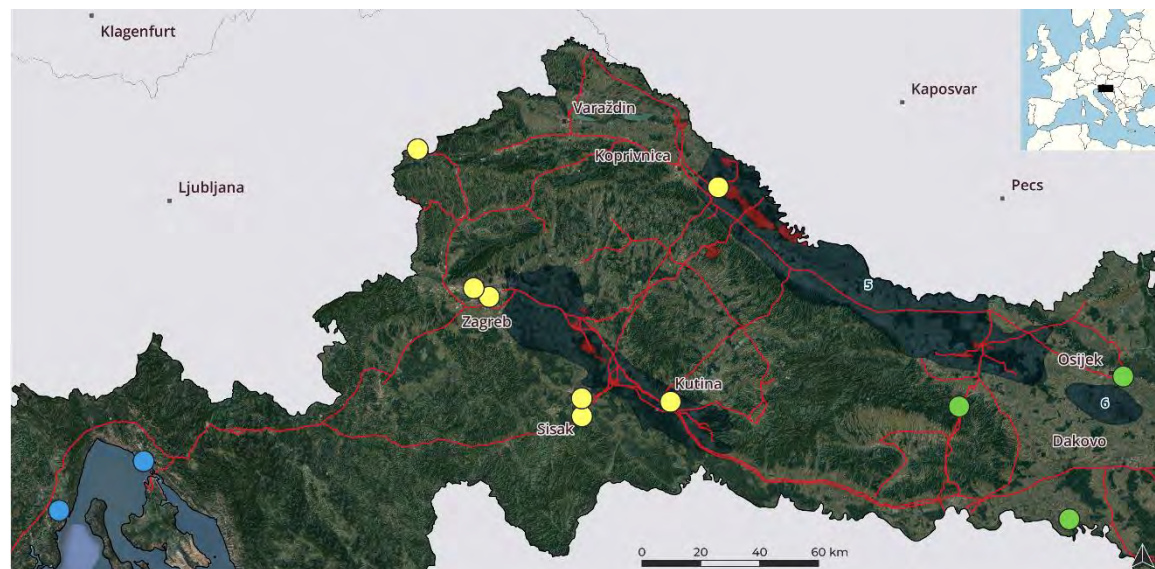 Klagenfurt
Varaždin
Kaposvar
Koprivnica
Ljubljana
Pecs
5
Zagreb
Osijek
Kutina
6
Sisak
Dakovo
0 20 40 60 km